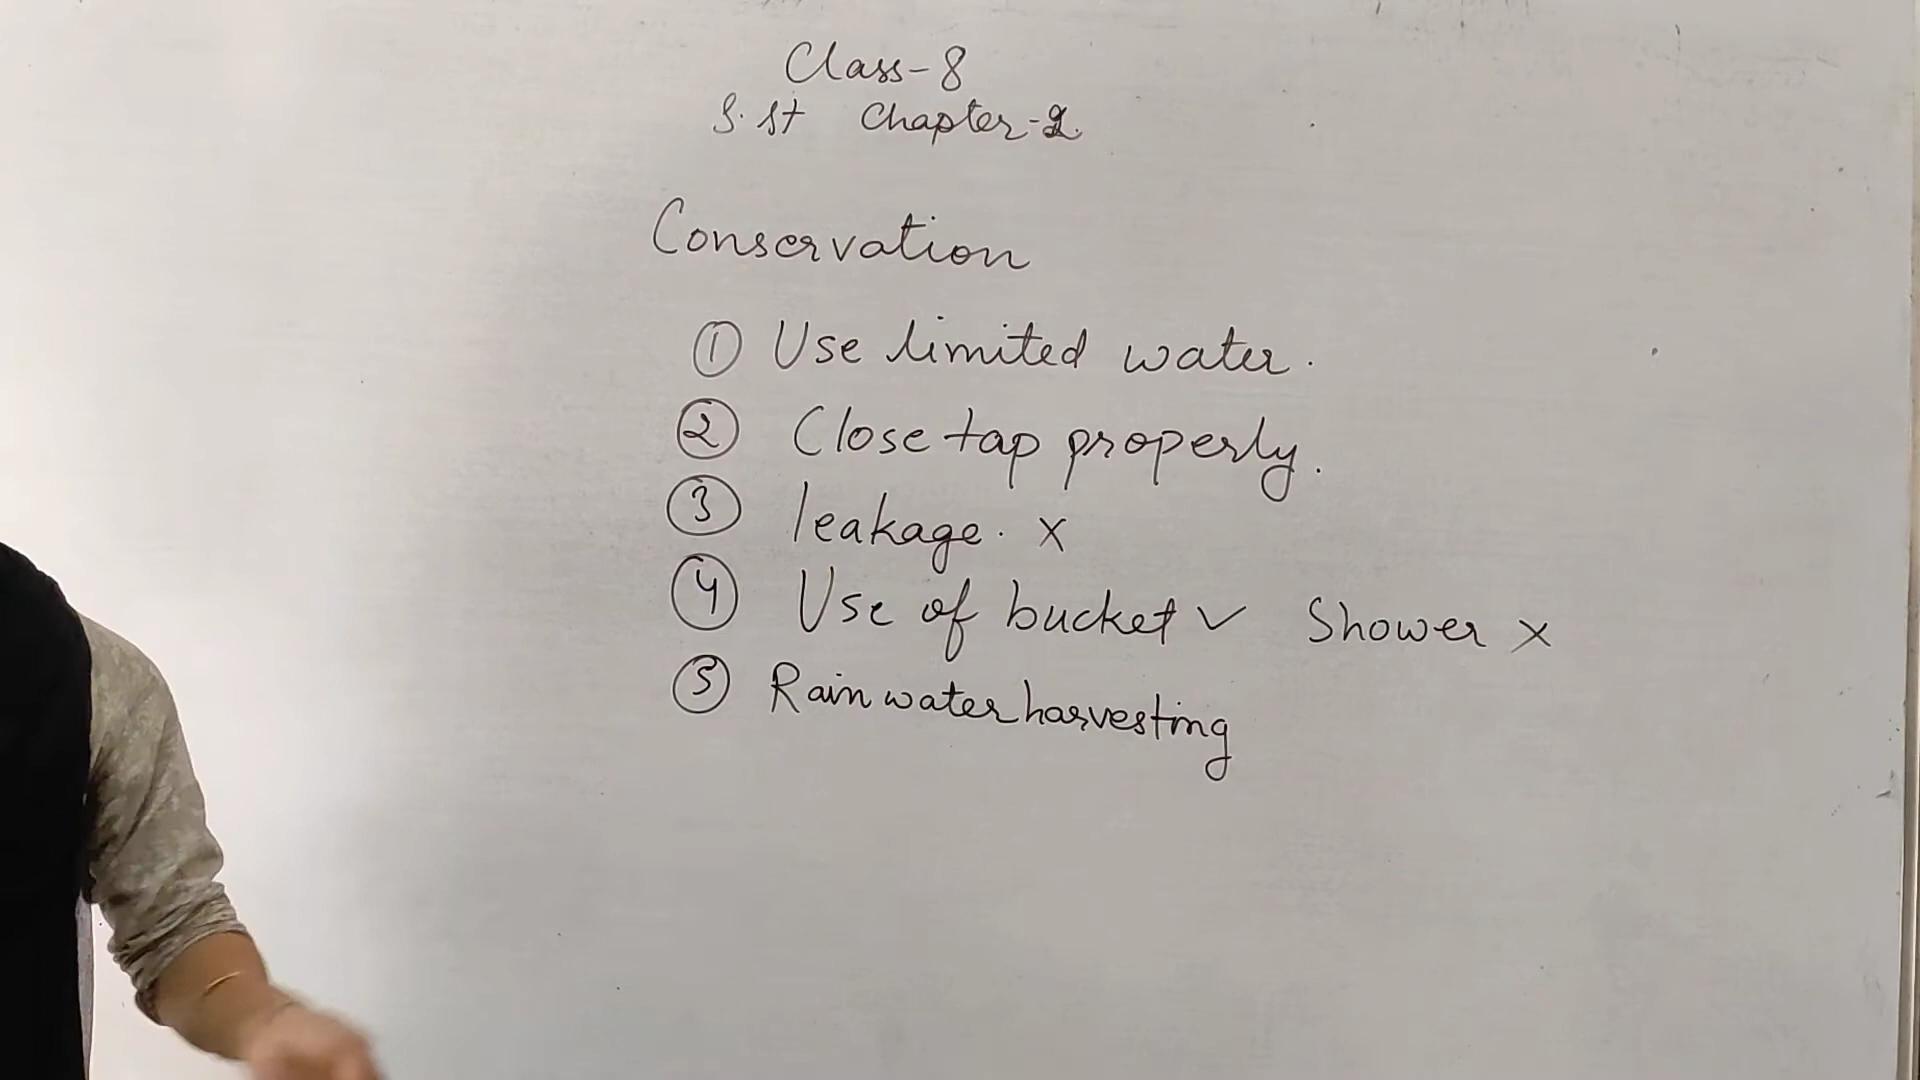 Class-8
S. St Chapter-2.
Conservation
① Use limited water.
② Close tap properly.
③ leakage. X
④ Use of bucket ✓ Shower X
⑤ Rain water harvesting